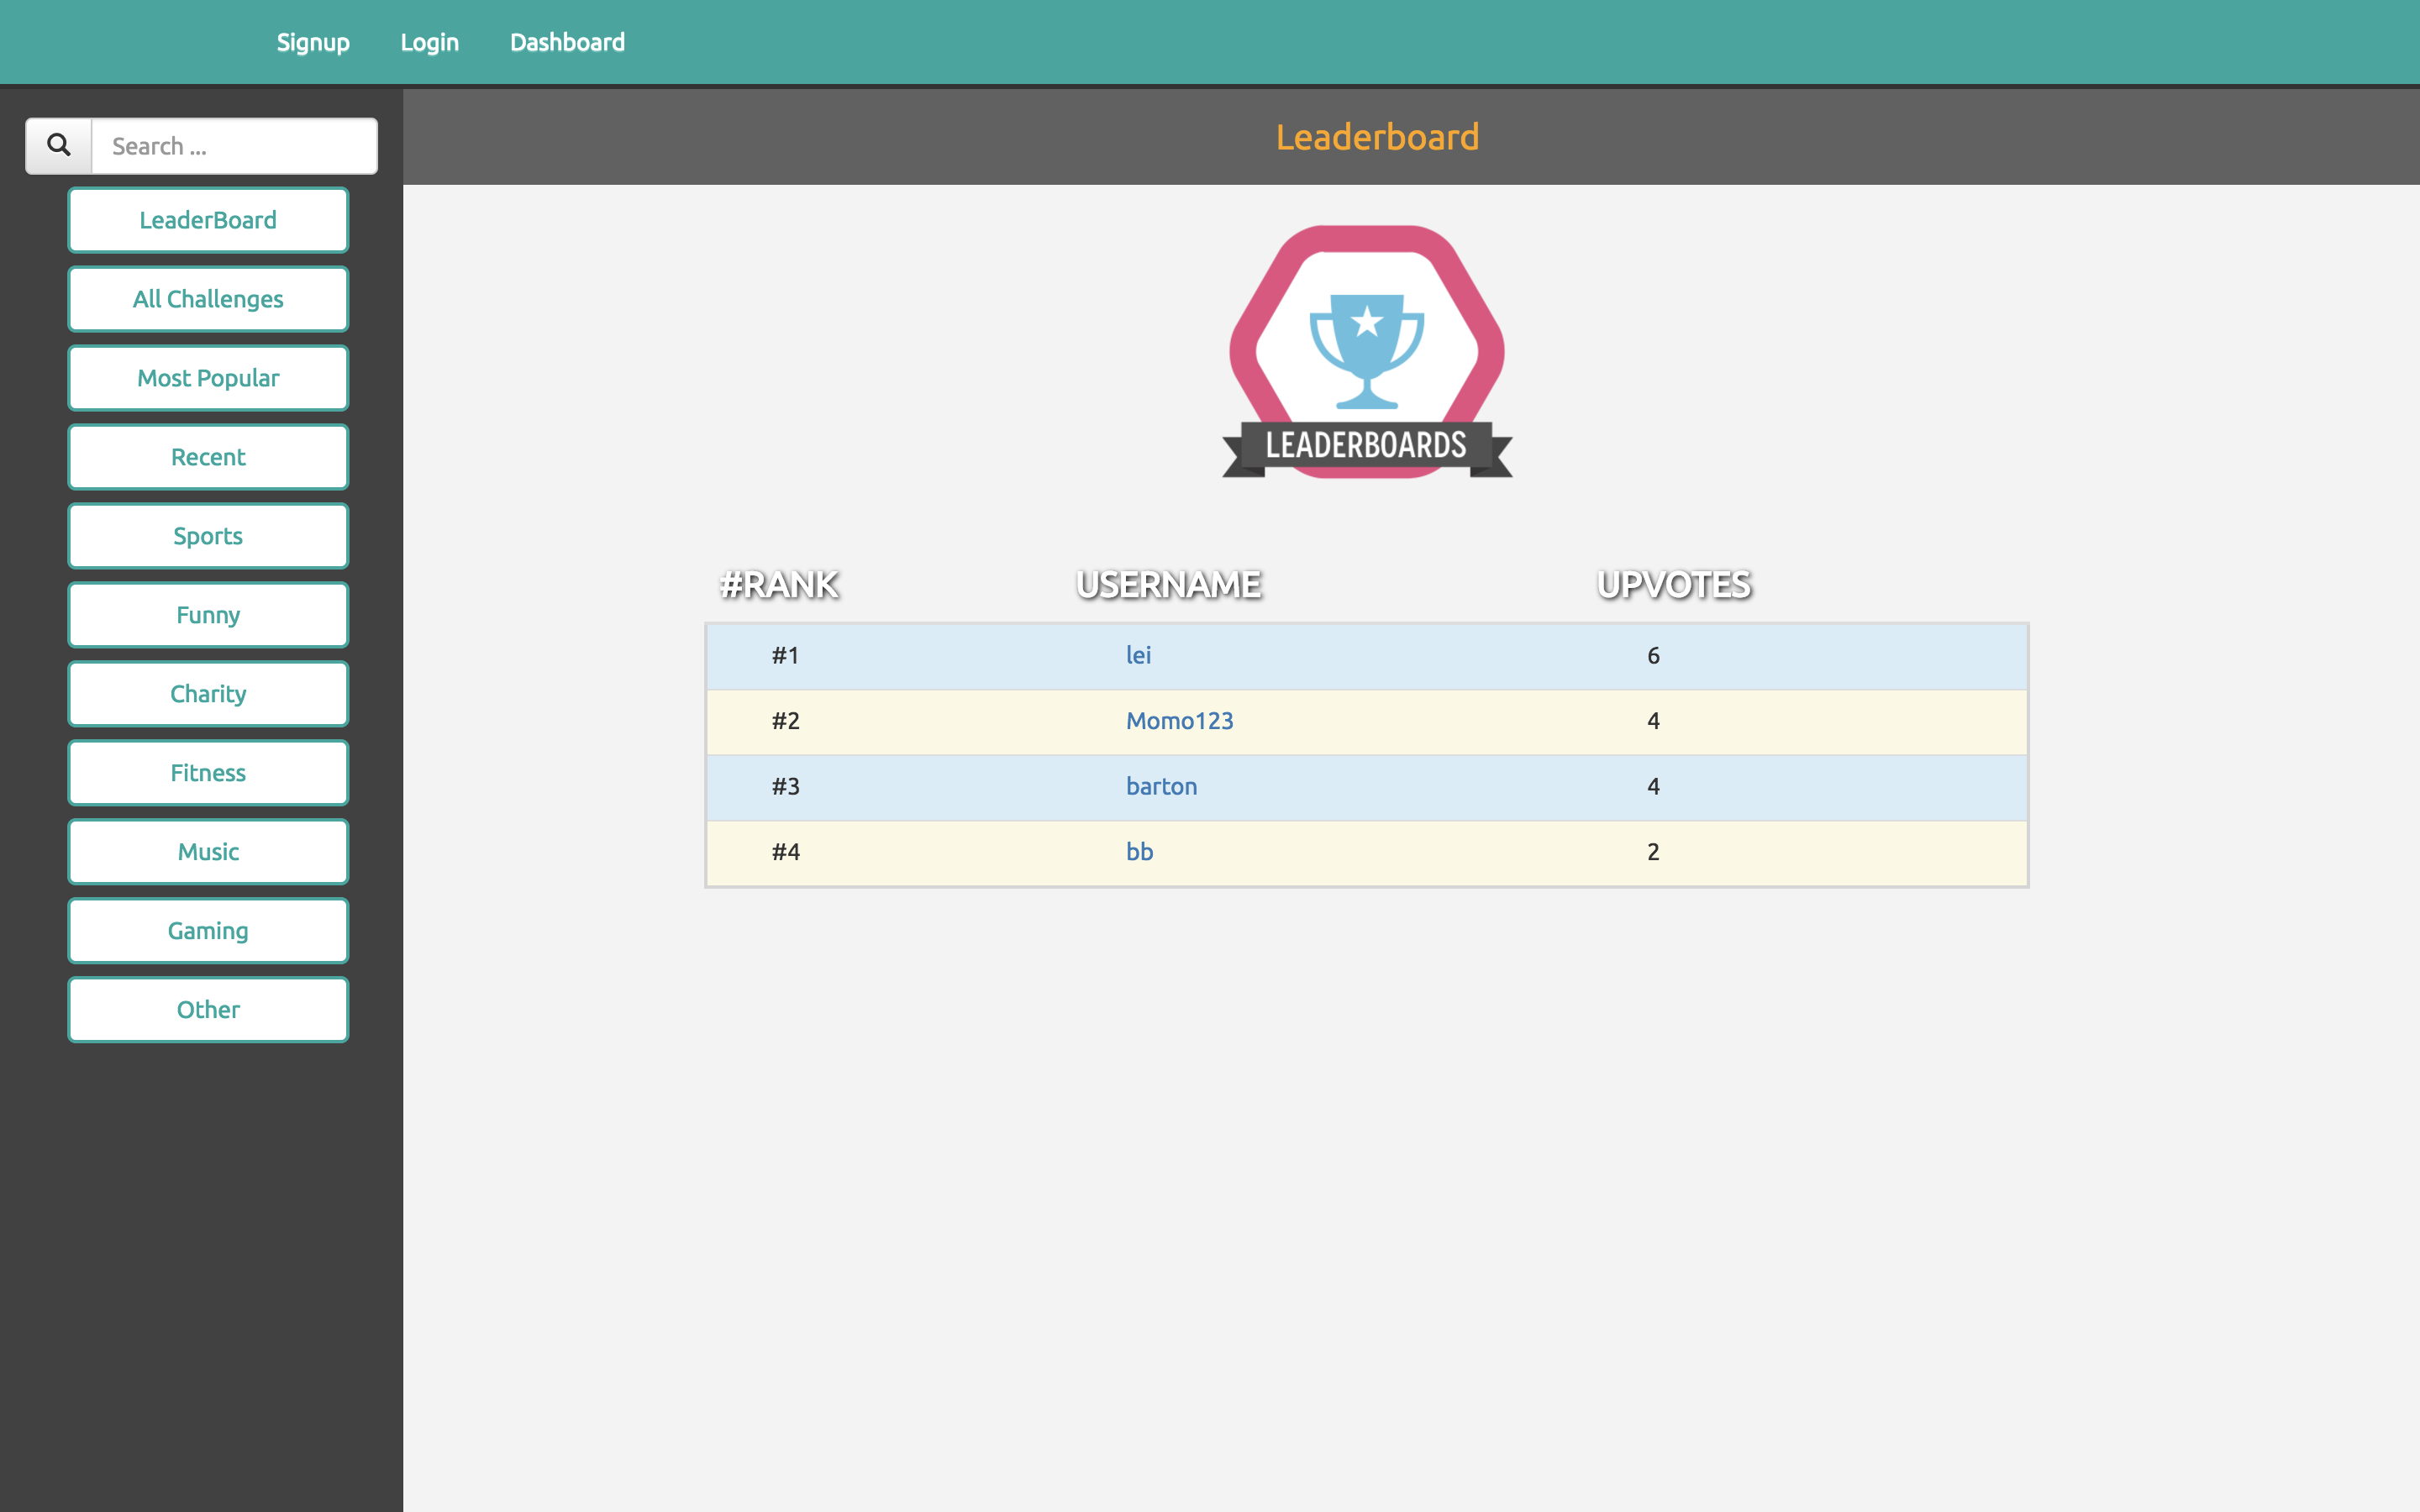 Signup Login Dashboard
Search ...
LeaderBoard
All Challenges
Most Popular
Recent
Sports
Funny
Charity
Fitness
Music
Gaming
Other
Leaderboard
LEADERBOARDS
#RANK USERNAME UPVOTES
#1 lei 6
#2 Momo123 4
#3 barton 4
#4 bb 2